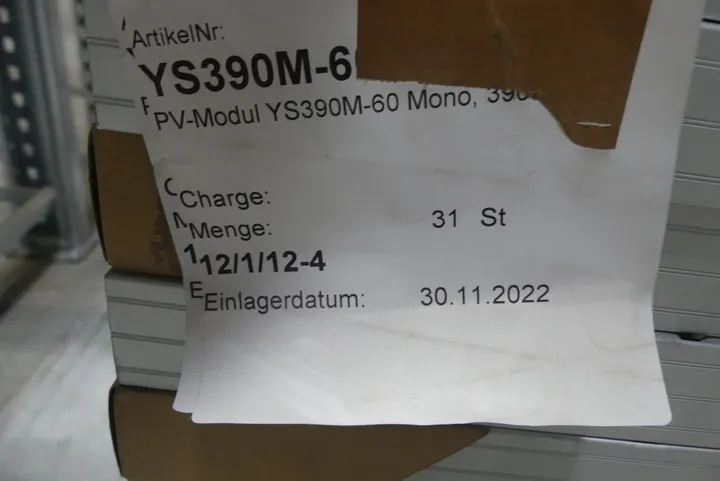 ArtikelNr:
YS390M-6
PV-Modul YS390M-60 Mono, 390
Charge:
Menge: 31 St
12/1/12-4
Einlagerdatum: 30.11.2022